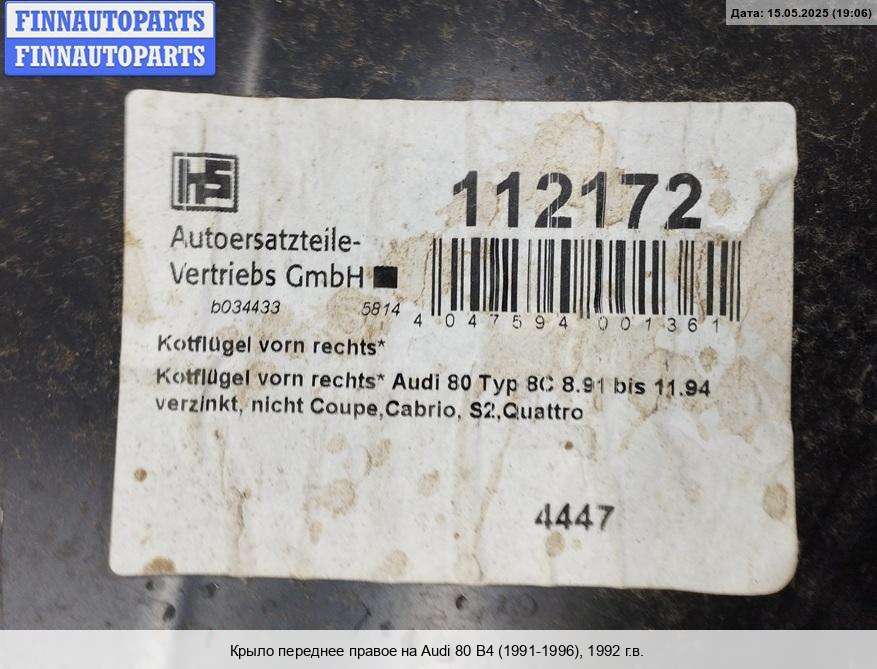 FINNAUTOPARTS
FINNAUTOPARTS
Дата: 15.05.2025 (19:06)
hs
112172
Autoersatzteile-
Vertriebs GmbH
b034433 5814
4 047594 001361
Kotflügel vorn rechts*
Kotflügel vorn rechts* Audi 80 Typ 8C 8.91 bis 11.94
verzinkt, nicht Coupe,Cabrio, S2,Quattro
4447
Крыло переднее правое на Audi 80 B4 (1991-1996), 1992 г.в.